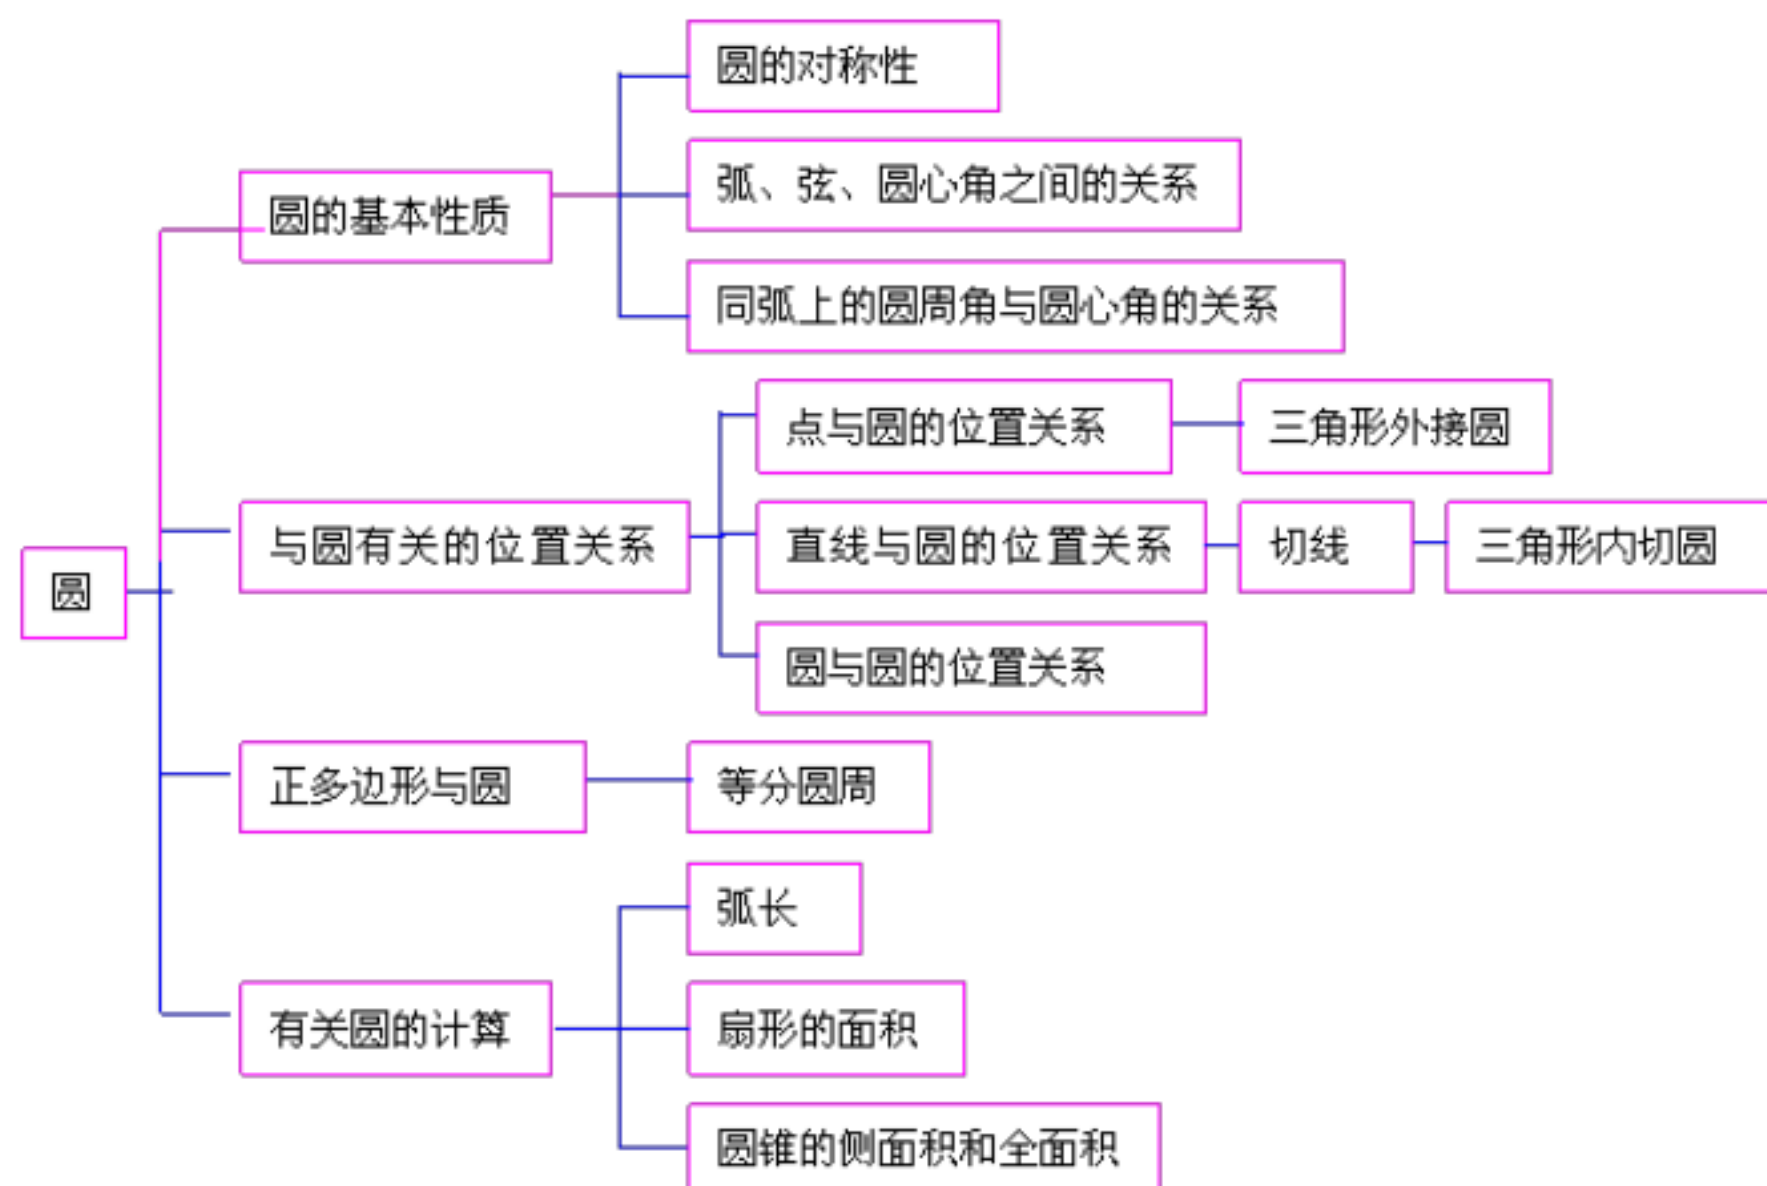 圆
圆的基本性质
圆的对称性
弧、弦、圆心角之间的关系
同弧上的圆周角与圆心角的关系
与圆有关的位置关系
点与圆的位置关系
三角形外接圆
直线与圆的位置关系
切线
三角形内切圆
圆与圆的位置关系
正多边形与圆
等分圆周
有关圆的计算
弧长
扇形的面积
圆锥的侧面积和全面积